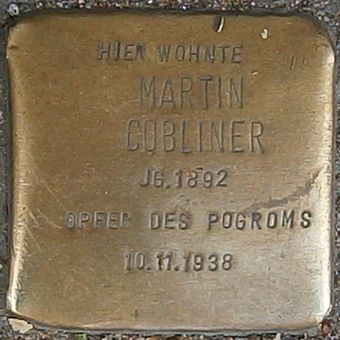 HIER WOHNTE
MARTIN
COBLINER
JG. 1892
OPFER DES POGROMS
10.11.1938